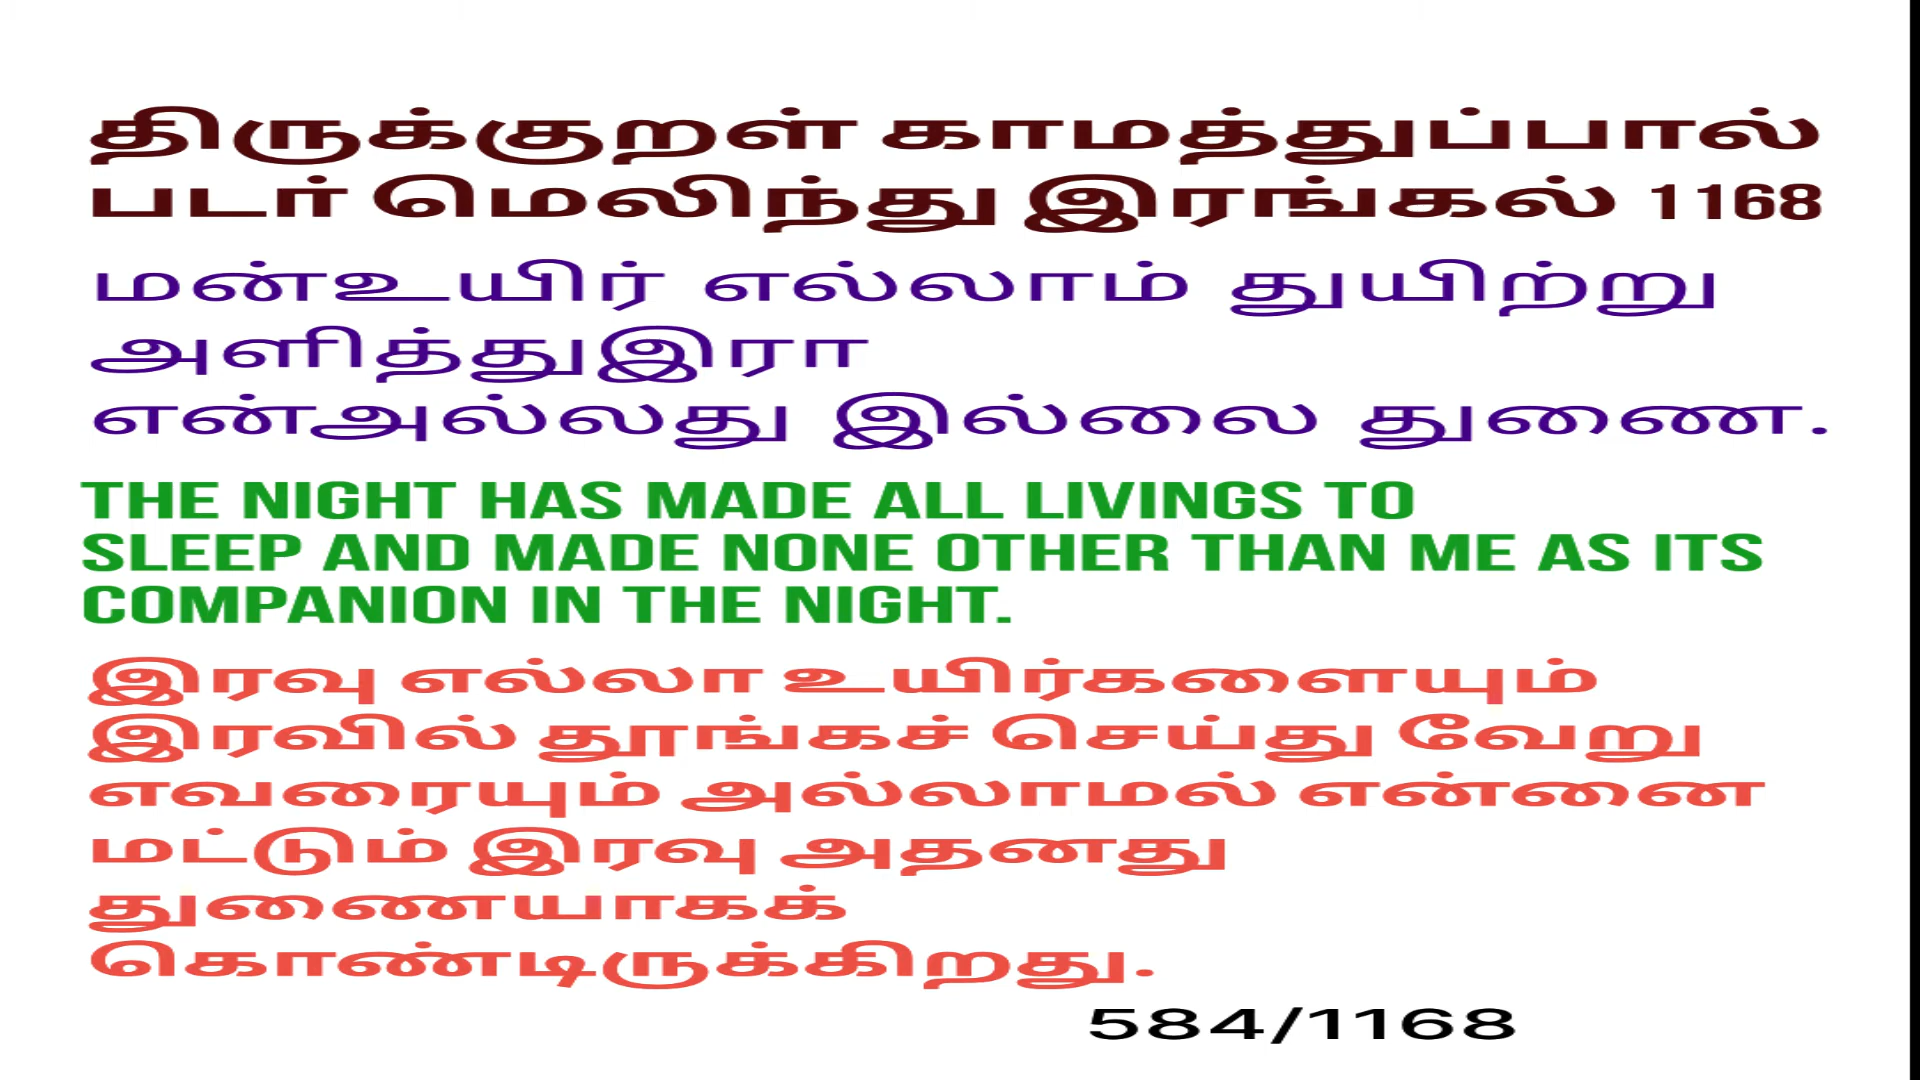 திருக்குறள் காமத்துப்பால்
படர் மெலிந்து இரங்கல் 1168
மன்உயிர் எல்லாம் துயிற்று
அளித்துஇரா
என்அல்லது இல்லை துணை.
THE NIGHT HAS MADE ALL LIVINGS TO
SLEEP AND MADE NONE OTHER THAN ME AS ITS
COMPANION IN THE NIGHT.
இரவு எல்லா உயிர்களையும்
இரவில் தூங்கச் செய்து வேறு
எவரையும் அல்லாமல் என்னை
மட்டும் இரவு அதனது
துணையாகக்
கொண்டிருக்கிறது.
584/1168